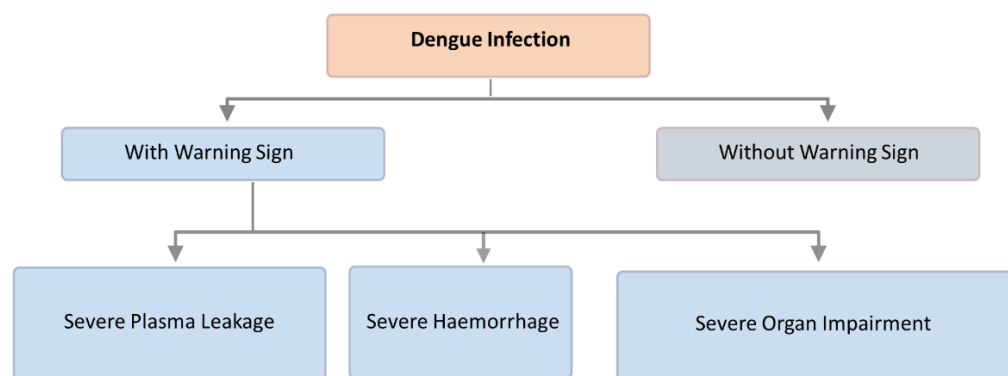 Dengue Infection
With Warning Sign
Without Warning Sign
Severe Plasma Leakage
Severe Haemorrhage
Severe Organ Impairment